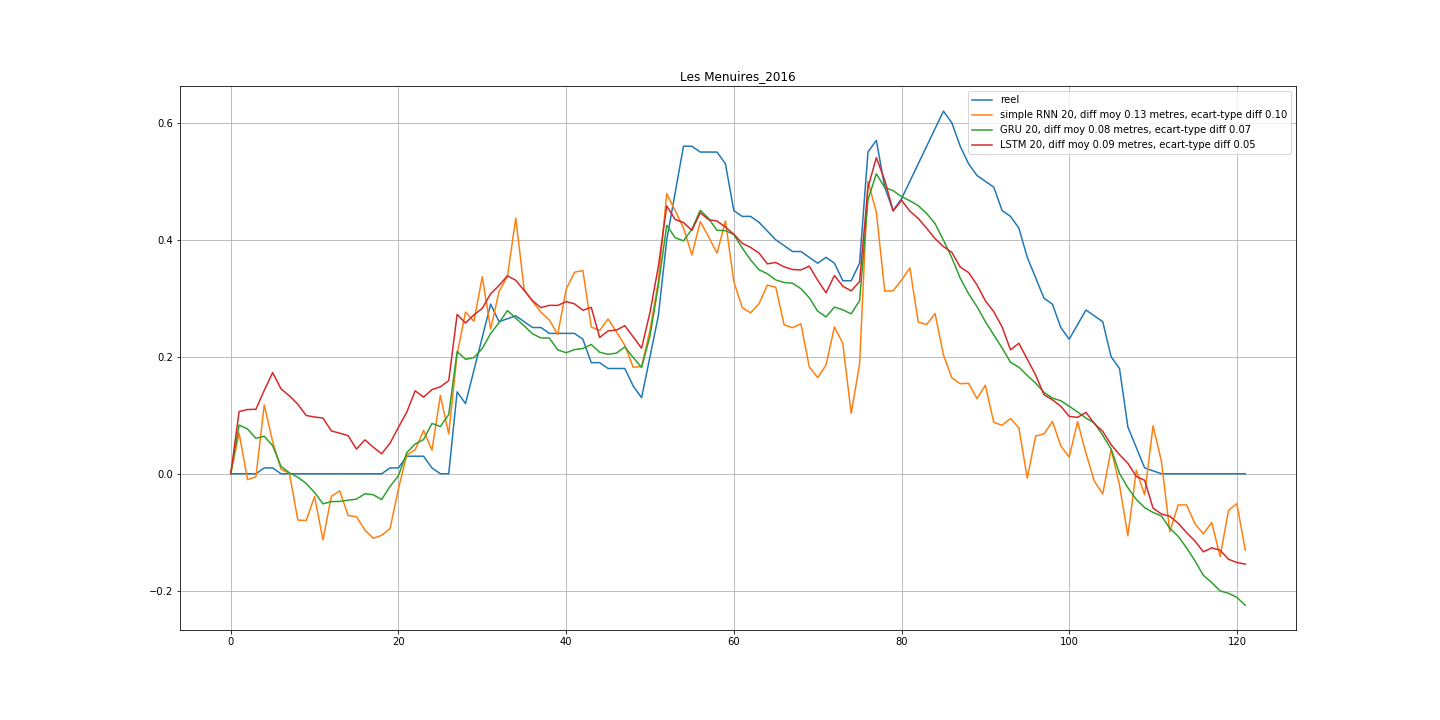 Les Menuires_2016
reel
simple RNN 20, diff moy 0.13 metres, ecart-type diff 0.10
GRU 20, diff moy 0.08 metres, ecart-type diff 0.07
LSTM 20, diff moy 0.09 metres, ecart-type diff 0.05
0.6
0.4
0.2
0.0
−0.2
0 20 40 60 80 100 120